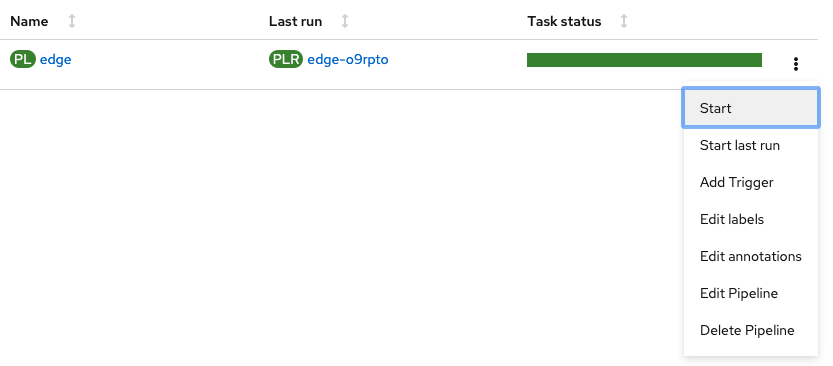 Name Last run Task status
PL edge PLR edge-o9rpto
Start
Start last run
Add Trigger
Edit labels
Edit annotations
Edit Pipeline
Delete Pipeline